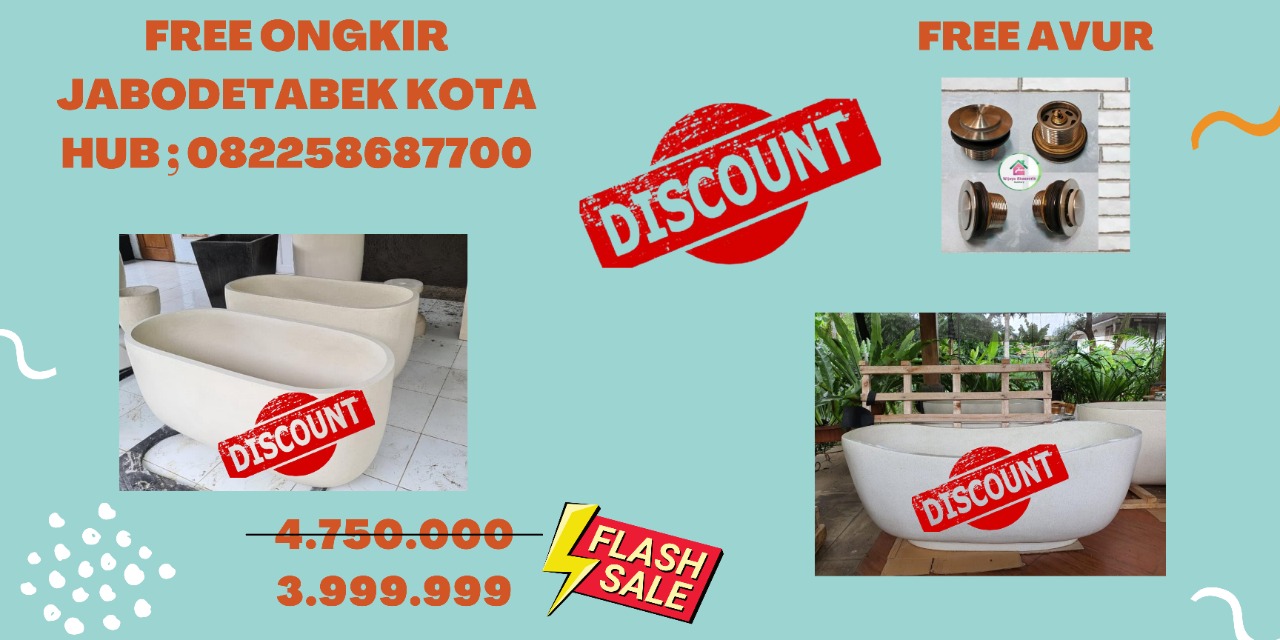 FREE ONGKIR
JABODETABEK KOTA
HUB ; 082258687700
FREE AVUR
DISCOUNT
DISCOUNT
DISCOUNT
4.750.000
3.999.999
FLASH
SALE